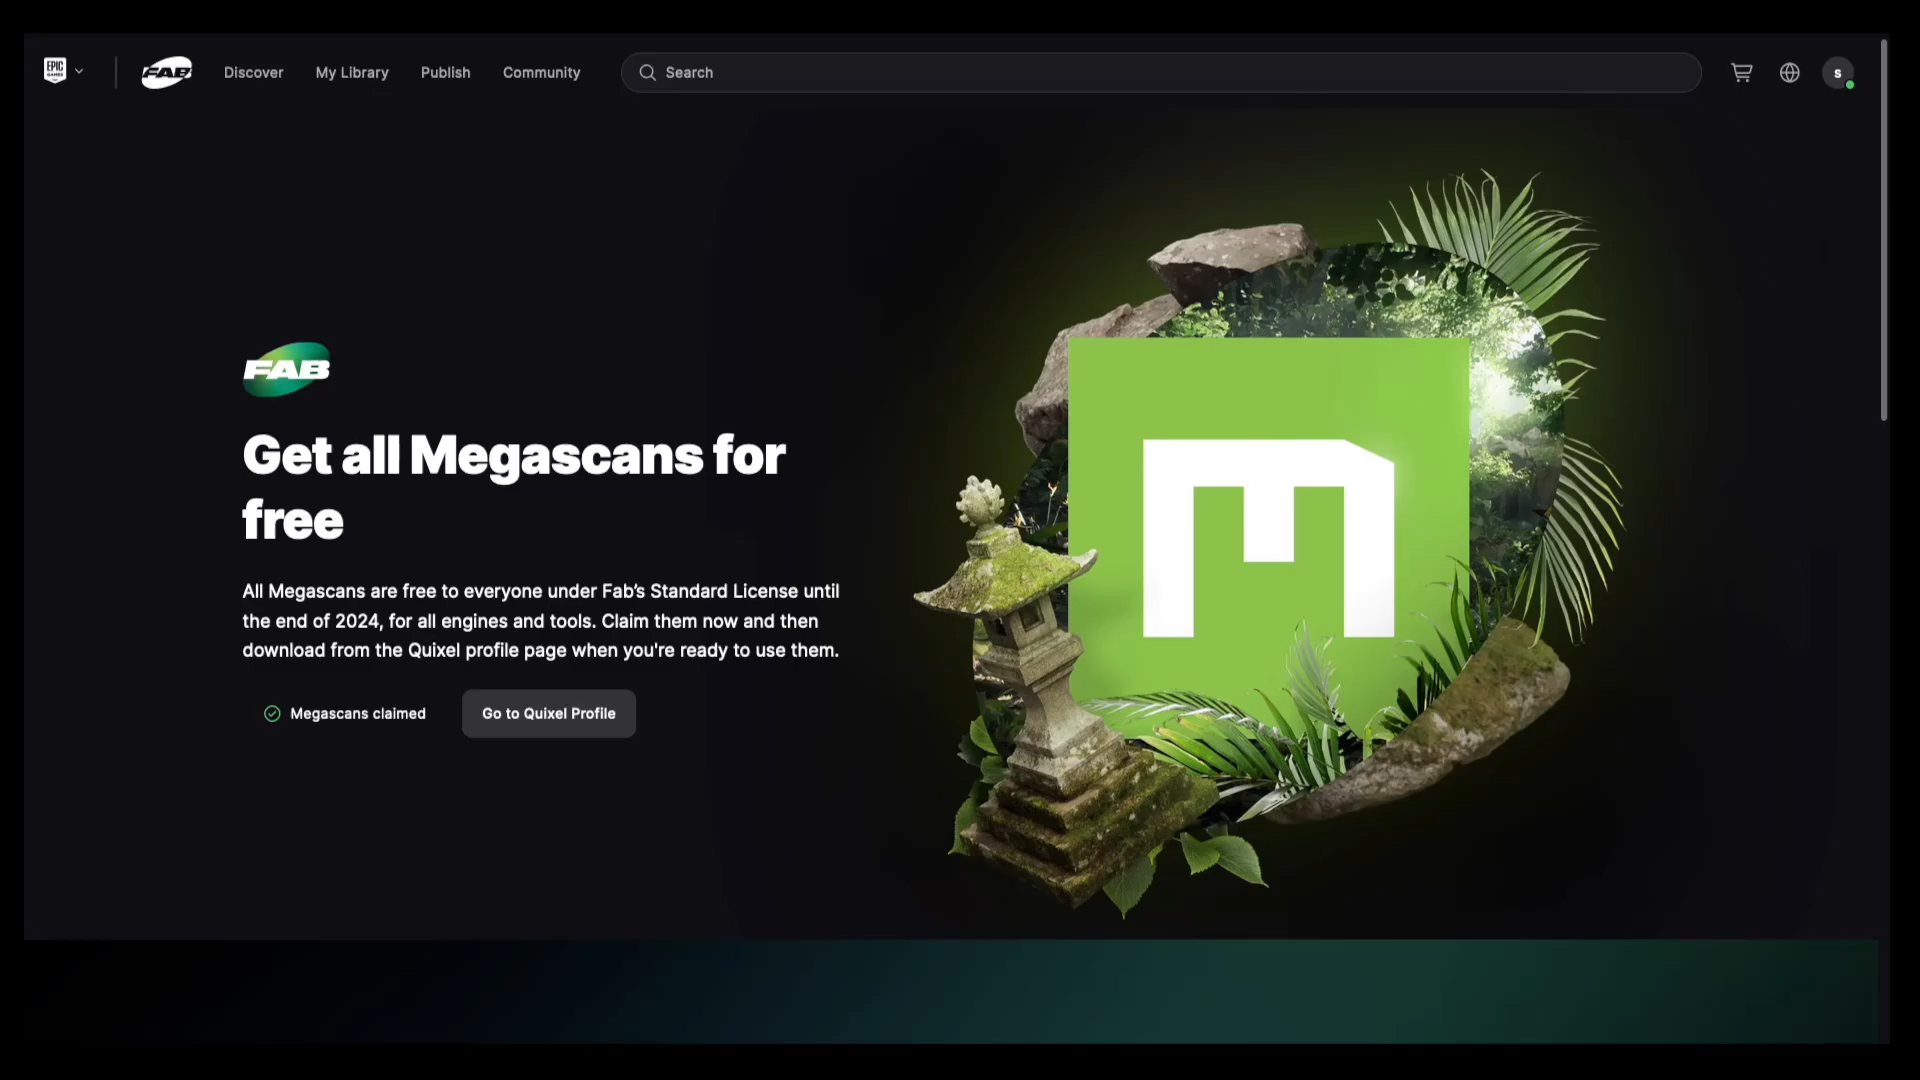 EPIC GAMES
FAB
Discover
My Library
Publish
Community
Search
S
FAB
Get all Megascans for
free
All Megascans are free to everyone under Fab’s Standard License until
the end of 2024, for all engines and tools. Claim them now and then
download from the Quixel profile page when you're ready to use them.
Megascans claimed
Go to Quixel Profile
m